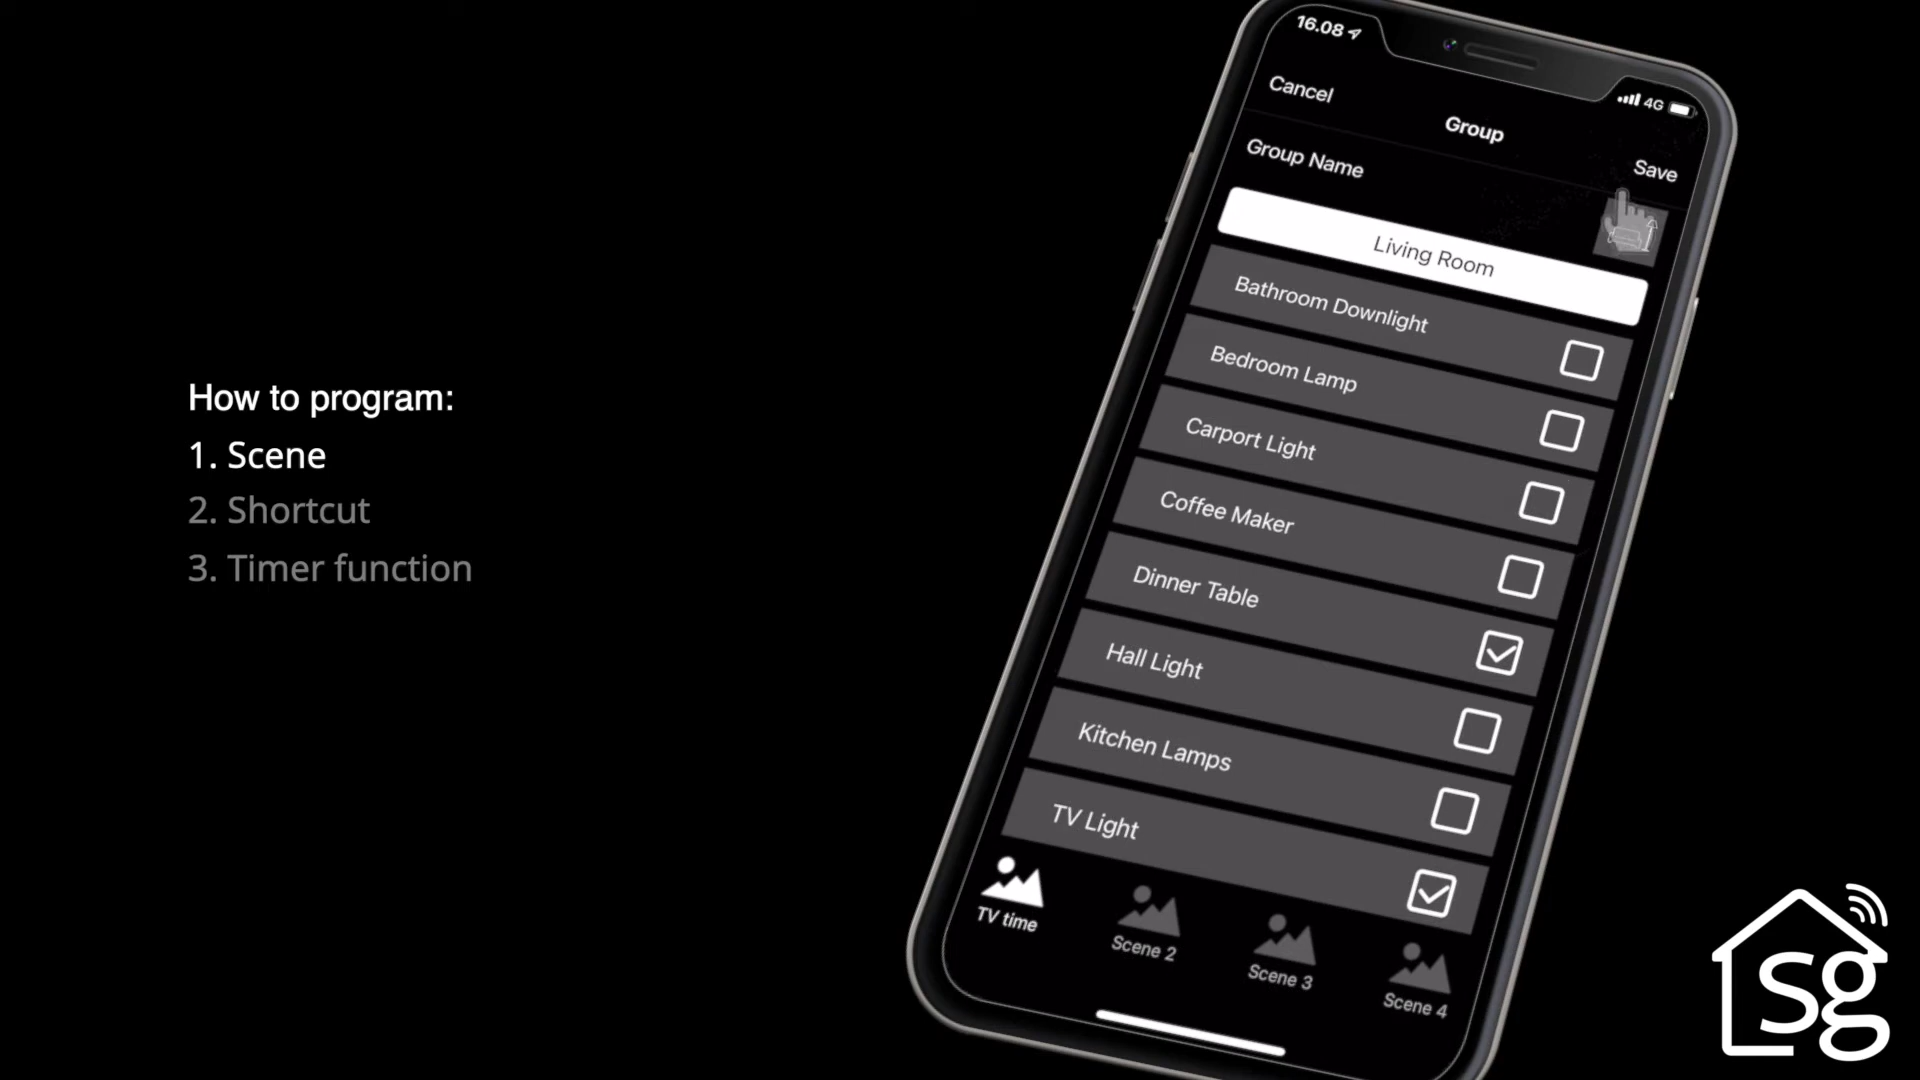 How to program:
1. Scene
2. Shortcut
3. Timer function
16.08
4G
Cancel
Group
Save
Group Name
Living Room
Bathroom Downlight
Bedroom Lamp
Carport Light
Coffee Maker
Dinner Table
Hall Light
Kitchen Lamps
TV Light
TV time
Scene 2
Scene 3
Scene 4
sg